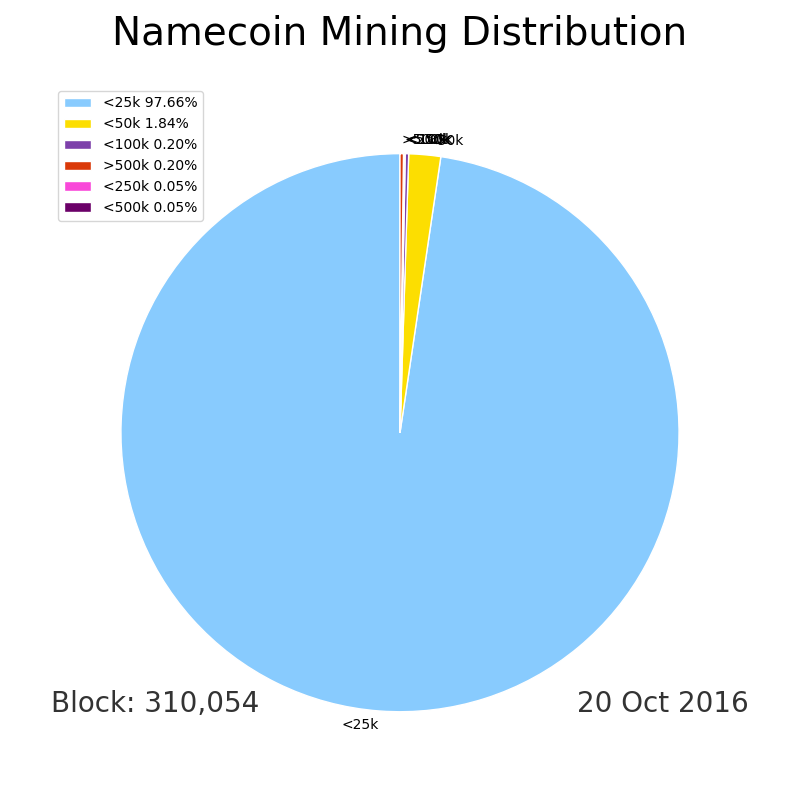 Namecoin Mining Distribution
<25k 97.66%
<50k 1.84%
<100k 0.20%
>500k 0.20%
<250k 0.05%
<500k 0.05%
<25k
Block: 310,054
20 Oct 2016